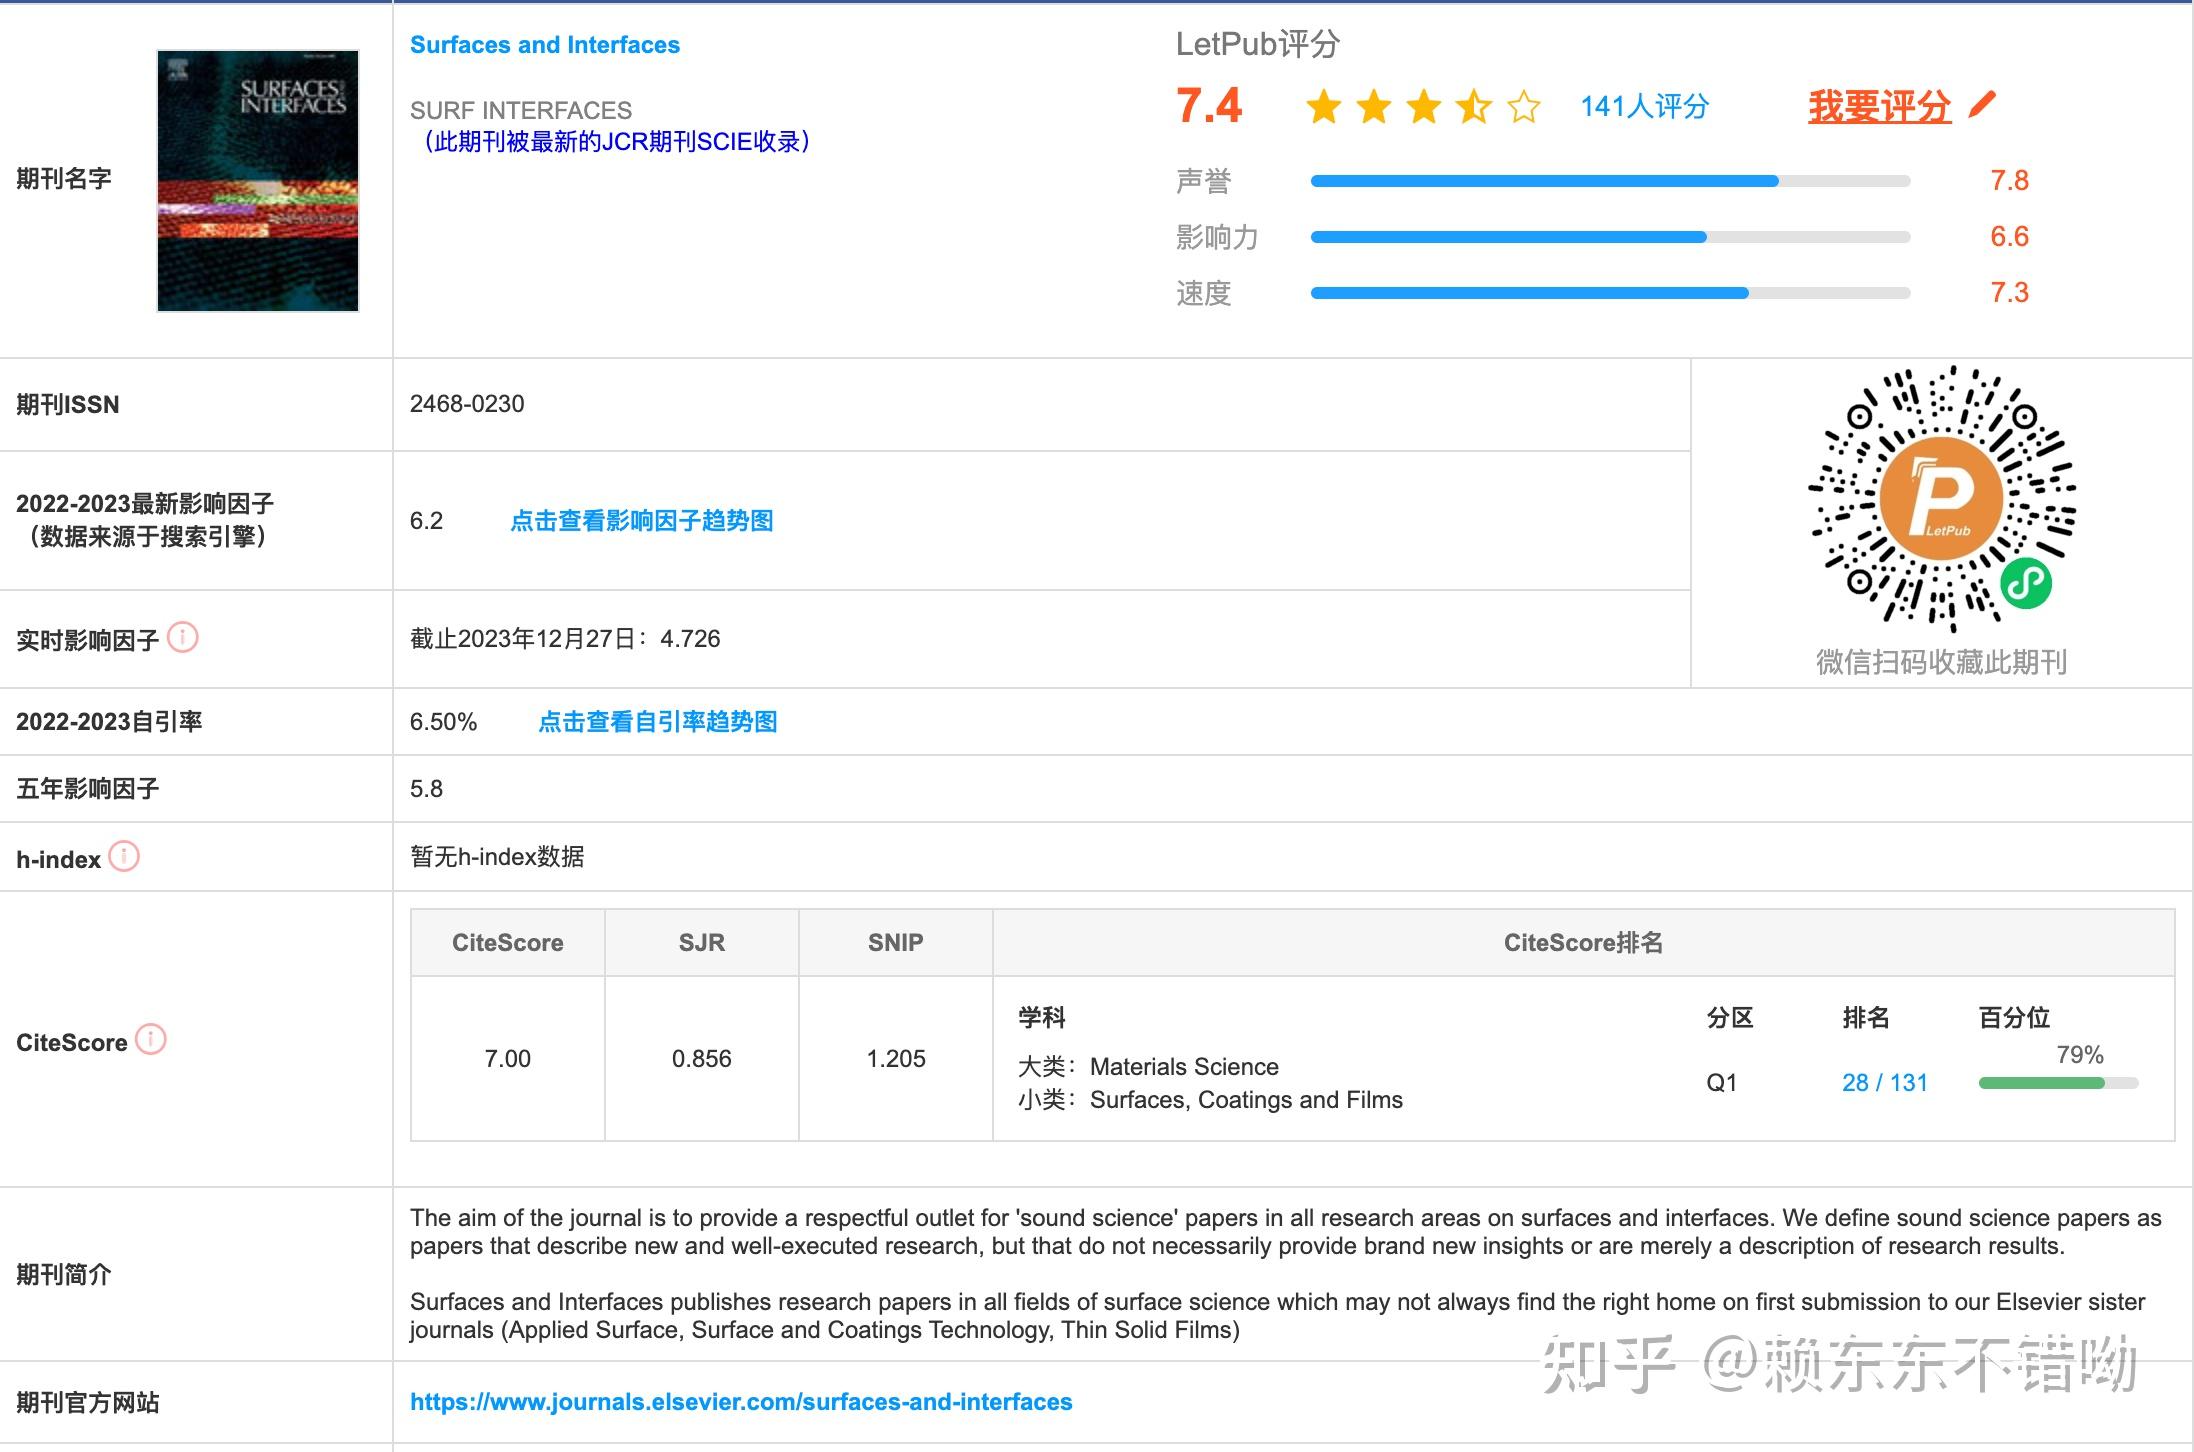 期刊名字
SURFACES AND
INTERFACES
Surfaces and Interfaces
SURF INTERFACES
（此期刊被最新的JCR期刊SCIE收录）
LetPub评分
7.4
141人评分
我要评分
声誉 7.8
影响力 6.6
速度 7.3
期刊ISSN
2468-0230
2022-2023最新影响因子
（数据来源于搜索引擎）
6.2 点击查看影响因子趋势图
实时影响因子
截止2023年12月27日：4.726
LetPub
微信扫码收藏此期刊
2022-2023自引率
6.50% 点击查看自引率趋势图
五年影响因子
5.8
h-index
暂无h-index数据
CiteScore
CiteScore SJR SNIP CiteScore排名
7.00 0.856 1.205
学科 分区 排名 百分位
大类：Materials Science
小类：Surfaces, Coatings and Films
Q1 28 / 131 79%
期刊简介
The aim of the journal is to provide a respectful outlet for 'sound science' papers in all research areas on surfaces and interfaces. We define sound science papers as
papers that describe new and well-executed research, but that do not necessarily provide brand new insights or are merely a description of research results.
Surfaces and Interfaces publishes research papers in all fields of surface science which may not always find the right home on first submission to our Elsevier sister
journals (Applied Surface, Surface and Coatings Technology, Thin Solid Films)
期刊官方网站
https://www.journals.elsevier.com/surfaces-and-interfaces
知乎 @赖东东不错呦